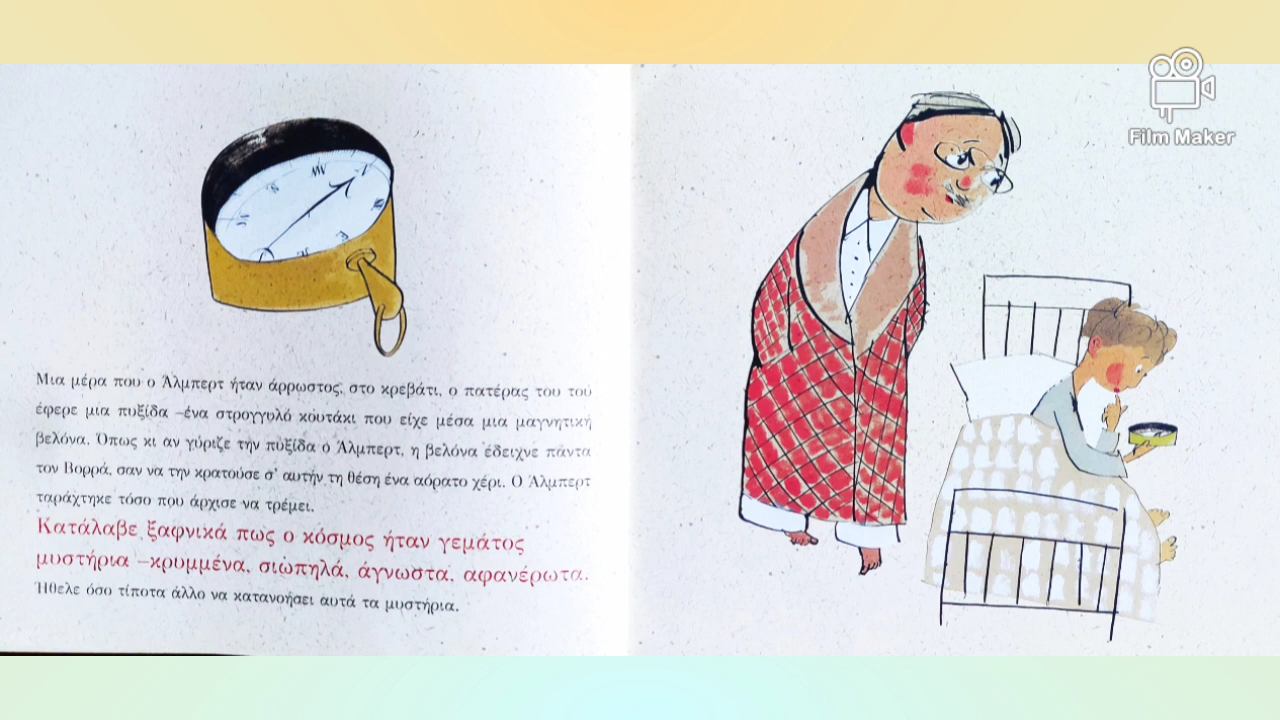 Μια μέρα που ο Άλμπερτ ήταν άρρωστος, στο κρεβάτι, ο πατέρας του τού
έφερε μία πυξίδα –ένα στρογγυλό κουτάκι που είχε μέσα μια μαγνητική
βελόνα. Όπως κι αν γύριζε την πυξίδα ο Άλμπερτ, η βελόνα έδειχνε πάντα
τον Βορρά, σαν να την κρατούσε σ' αυτήν τη θέση ένα αόρατο χέρι. Ο Άλμπερτ
ταράχτηκε τόσο που άρχισε να τρέμει.
Κατάλαβε ξαφνικά πως ο κόσμος ήταν γεμάτος
μυστήρια –κρυμμένα, σιωπηλά, άγνωστα, αφανέρωτα.
Ήθελε όσο τίποτα άλλο να κατανοήσει αυτά τα μυστήρια.
Film Maker